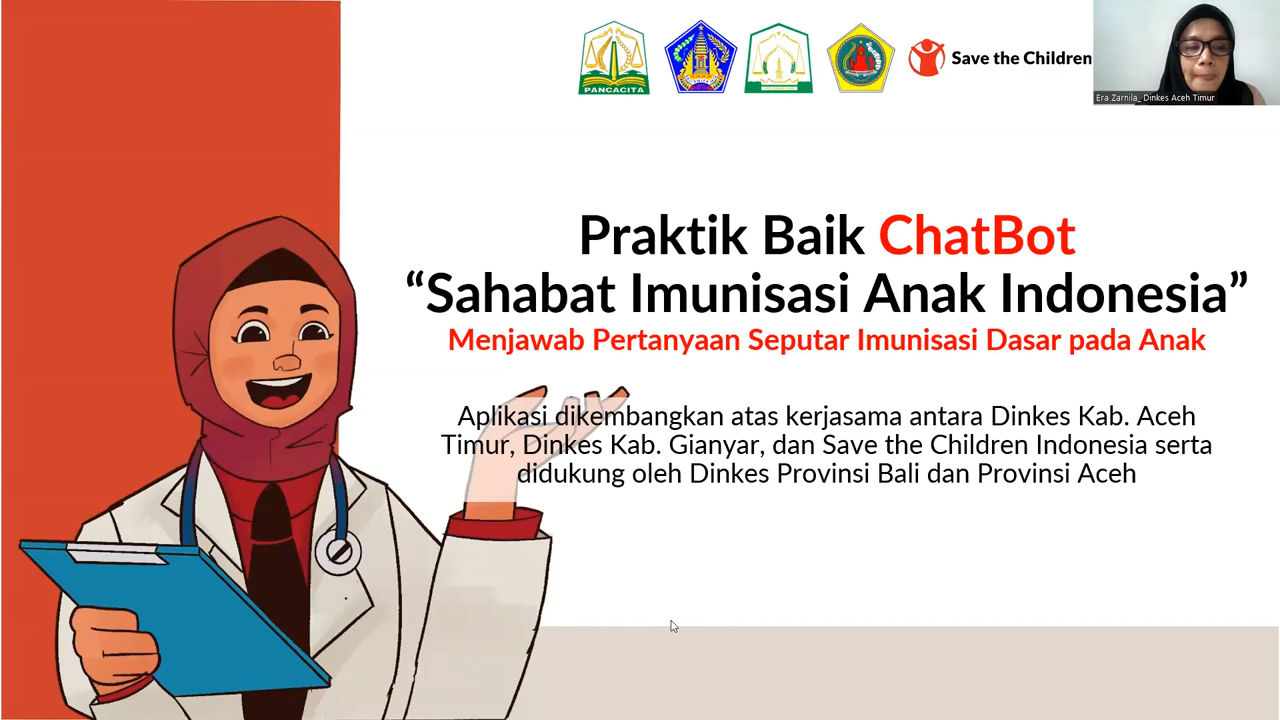 PANCACITA
Save the Children
Era Zarnila_ Dinkes Aceh Timur
Praktik Baik ChatBot
“Sahabat Imunisasi Anak Indonesia”
Menjawab Pertanyaan Seputar Imunisasi Dasar pada Anak
Aplikasi dikembangkan atas kerjasama antara Dinkes Kab. Aceh
Timur, Dinkes Kab. Gianyar, dan Save the Children Indonesia serta
didukung oleh Dinkes Provinsi Bali dan Provinsi Aceh